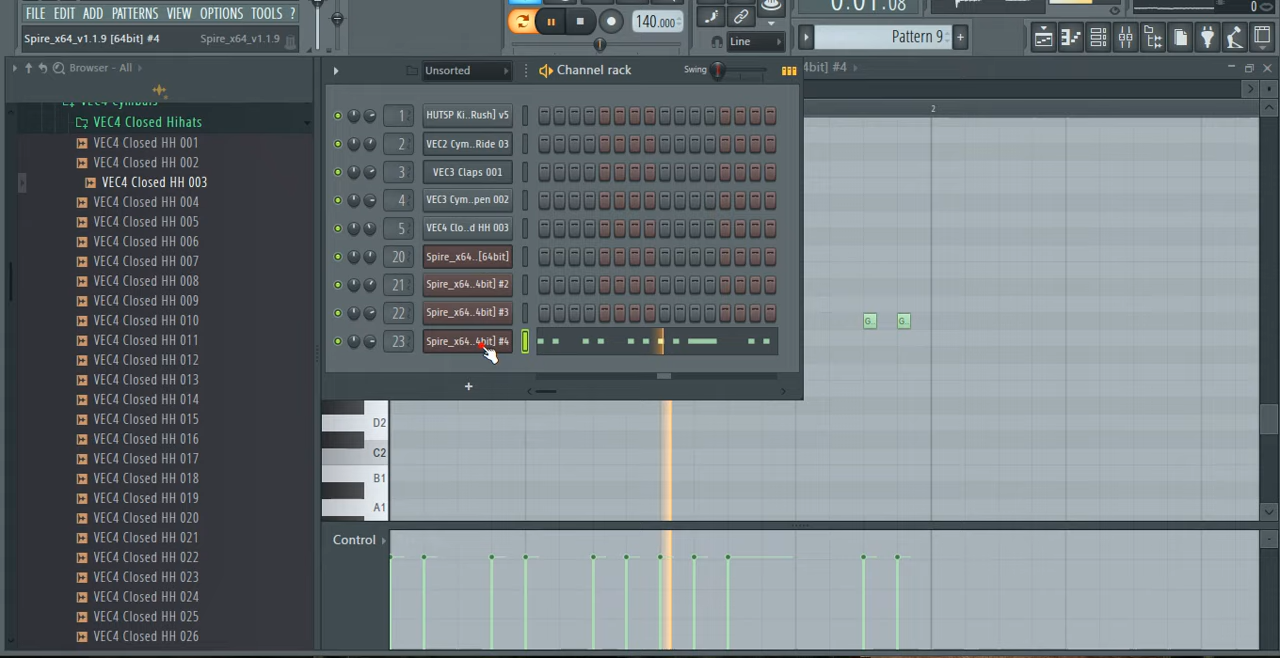 FILE EDIT ADD PATTERNS VIEW OPTIONS TOOLS ?
Spire_x64_v1.1.9 [64bit] #4 Spire_x64_v1.1.9
140.000
0:01.08
0
Line
Pattern 9
+
Browser - All
VEC4 Cymbals
VEC4 Closed Hihats
VEC4 Closed HH 001
VEC4 Closed HH 002
VEC4 Closed HH 003
VEC4 Closed HH 004
VEC4 Closed HH 005
VEC4 Closed HH 006
VEC4 Closed HH 007
VEC4 Closed HH 008
VEC4 Closed HH 009
VEC4 Closed HH 010
VEC4 Closed HH 011
VEC4 Closed HH 012
VEC4 Closed HH 013
VEC4 Closed HH 014
VEC4 Closed HH 015
VEC4 Closed HH 016
VEC4 Closed HH 017
VEC4 Closed HH 018
VEC4 Closed HH 019
VEC4 Closed HH 020
VEC4 Closed HH 021
VEC4 Closed HH 022
VEC4 Closed HH 023
VEC4 Closed HH 024
VEC4 Closed HH 025
VEC4 Closed HH 026
Unsorted Channel rack Swing
1 HUTSP Ki..Rush] v5
2 VEC2 Cym..Ride 03
3 VEC3 Claps 001
4 VEC3 Cym..pen 002
5 VEC4 Clo..d HH 003
20 Spire_x64..[64bit]
21 Spire_x64..4bit] #2
22 Spire_x64..4bit] #3
23 Spire_x64..4bit] #4
+
4bit] #4
2
G.. G..
D2
C2
B1
A1
Control